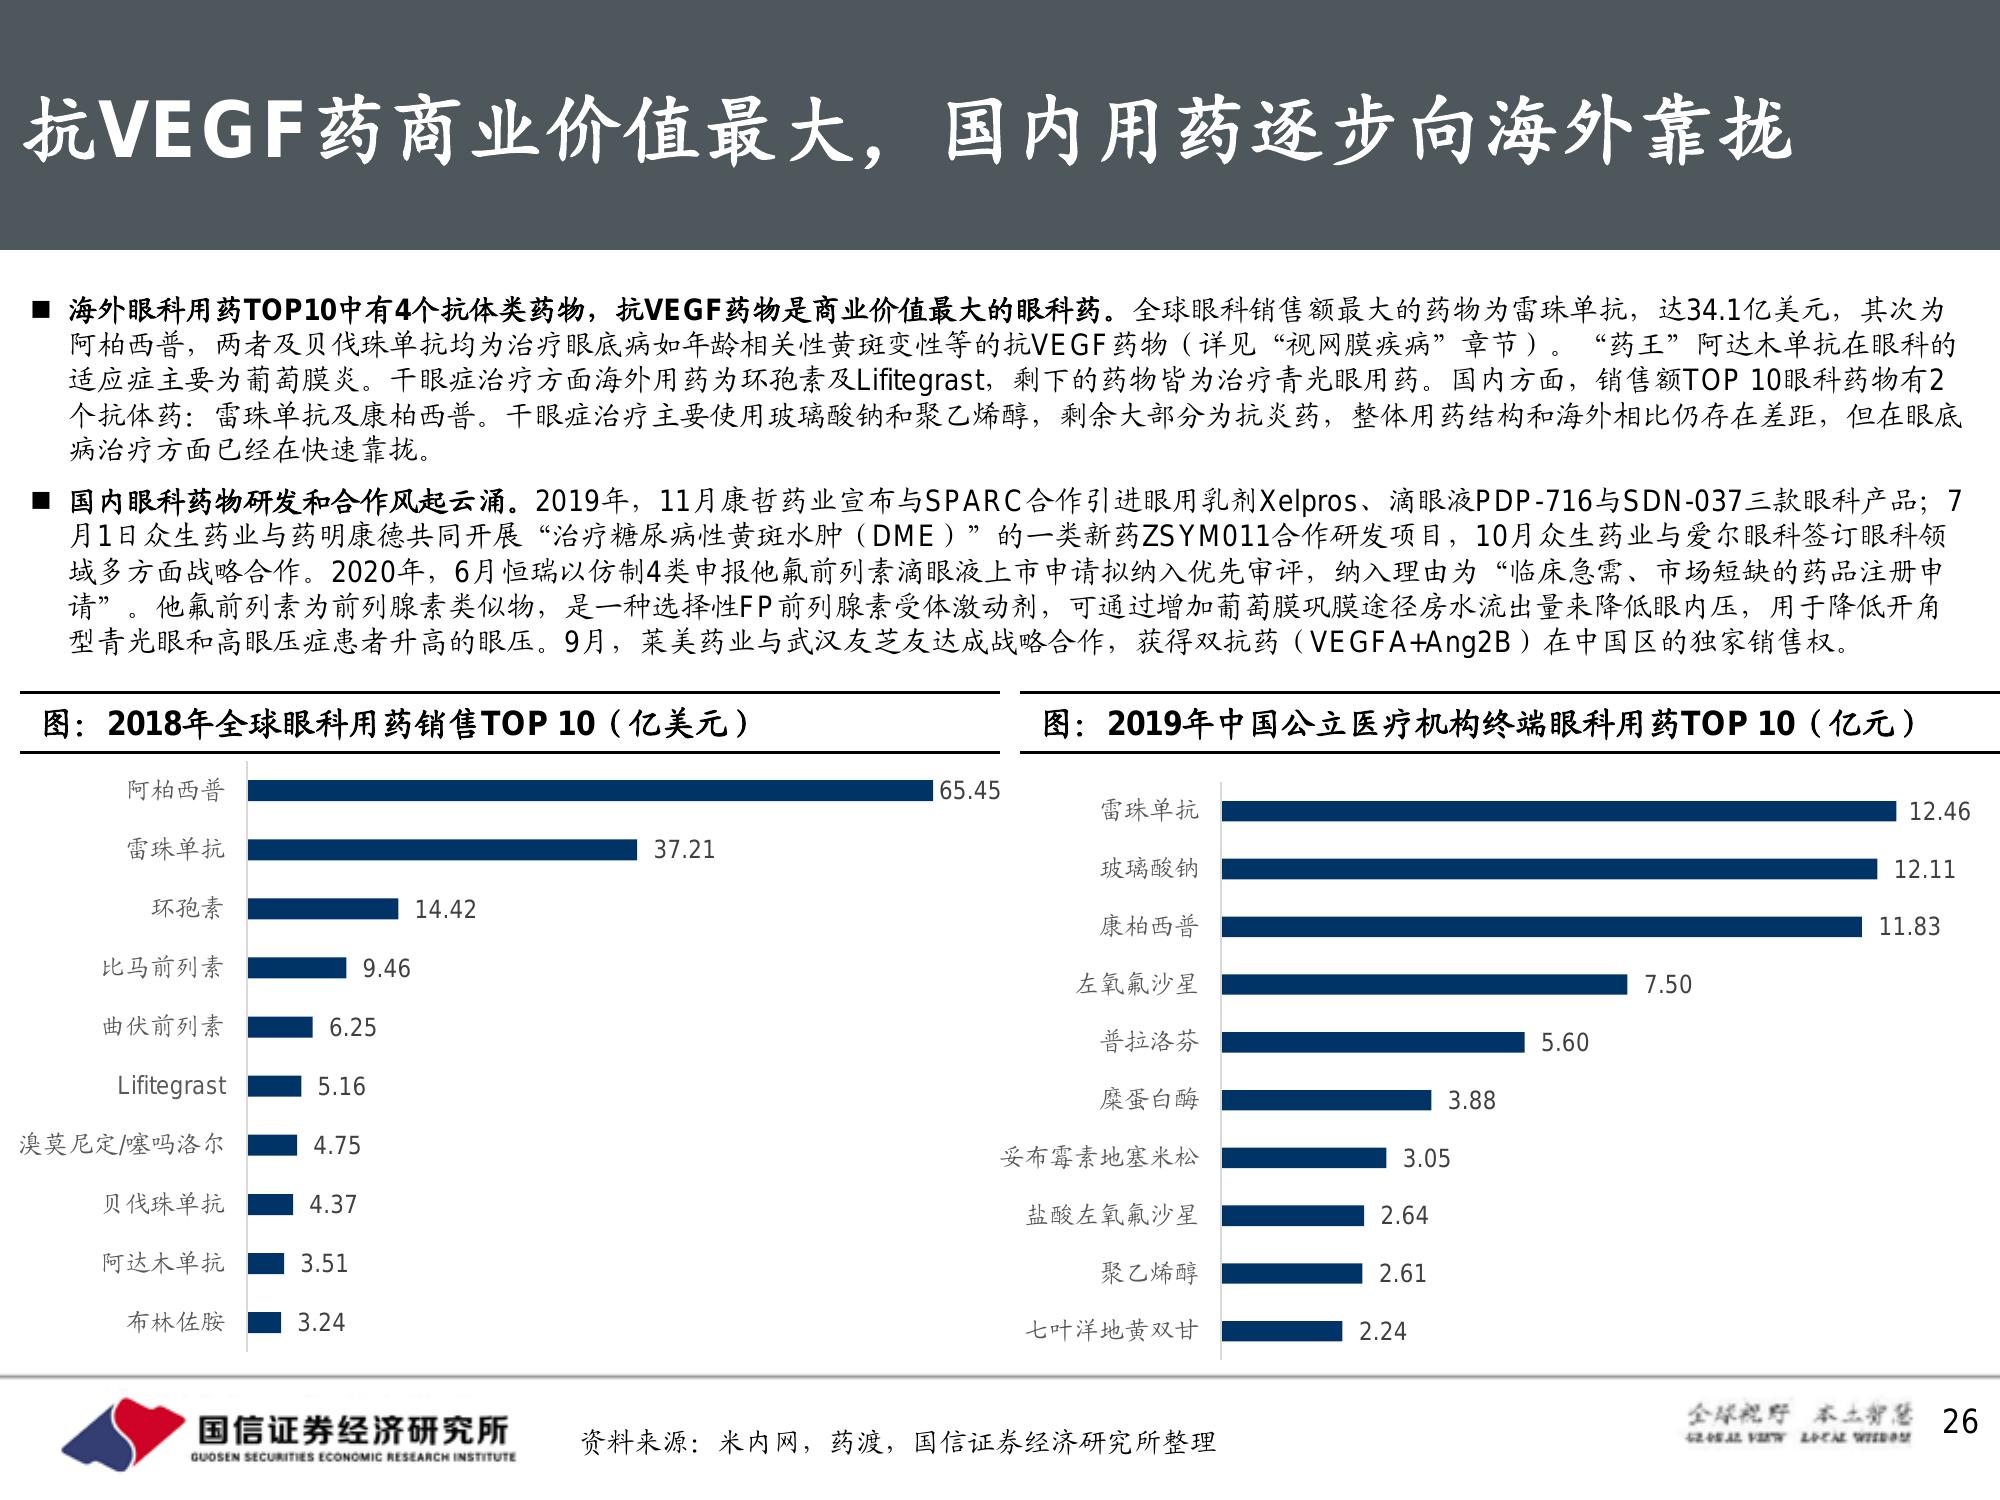 抗VEGF药商业价值最大，国内用药逐步向海外靠拢
■ 海外眼科用药TOP10中有4个抗体类药物，抗VEGF药物是商业价值最大的眼科药。全球眼科销售额最大的药物为雷珠单抗，达34.1亿美元，其次为
阿柏西普，两者及贝伐珠单抗均为治疗眼底病如年龄相关性黄斑变性等的抗VEGF药物（详见“视网膜疾病”章节）。“药王”阿达木单抗在眼科的
适应症主要为葡萄膜炎。干眼症治疗方面海外用药为环孢素及Lifitegrast，剩下的药物皆为治疗青光眼用药。国内方面，销售额TOP 10眼科药物有2
个抗体药：雷珠单抗及康柏西普。干眼症治疗主要使用玻璃酸钠和聚乙烯醇，剩余大部分为抗炎药，整体用药结构和海外相比仍存在差距，但在眼底
病治疗方面已经在快速靠拢。
■ 国内眼科药物研发和合作风起云涌。2019年，11月康哲药业宣布与SPARC合作引进眼用乳剂Xelpros、滴眼液PDP-716与SDN-037三款眼科产品；7
月1日众生药业与药明康德共同开展“治疗糖尿病性黄斑水肿（DME）”的一类新药ZSYM011合作研发项目，10月众生药业与爱尔眼科签订眼科领
域多方面战略合作。2020年，6月恒瑞以仿制4类申报他氟前列素滴眼液上市申请拟纳入优先审评，纳入理由为“临床急需、市场短缺的药品注册申
请”。他氟前列素为前列腺素类似物，是一种选择性FP前列腺素受体激动剂，可通过增加葡萄膜巩膜途径房水流出量来降低眼内压，用于降低开角
型青光眼和高眼压症患者升高的眼压。9月，莱美药业与武汉友芝友达成战略合作，获得双抗药（VEGFA+Ang2B）在中国区的独家销售权。
图：2018年全球眼科用药销售TOP 10（亿美元）
阿柏西普 65.45
雷珠单抗 37.21
环孢素 14.42
比马前列素 9.46
曲伏前列素 6.25
Lifitegrast 5.16
溴莫尼定/噻吗洛尔 4.75
贝伐珠单抗 4.37
阿达木单抗 3.51
布林佐胺 3.24
图：2019年中国公立医疗机构终端眼科用药TOP 10（亿元）
雷珠单抗 12.46
玻璃酸钠 12.11
康柏西普 11.83
左氧氟沙星 7.50
普拉洛芬 5.60
糜蛋白酶 3.88
妥布霉素地塞米松 3.05
盐酸左氧氟沙星 2.64
聚乙烯醇 2.61
七叶洋地黄双苷 2.24
国信证券经济研究所
GUOSEN SECURITIES ECONOMIC RESEARCH INSTITUTE
资料来源：米内网，药渡，国信证券经济研究所整理
全球视野 本土智慧
GLOBAL VIEW LOCAL WISDOM
26